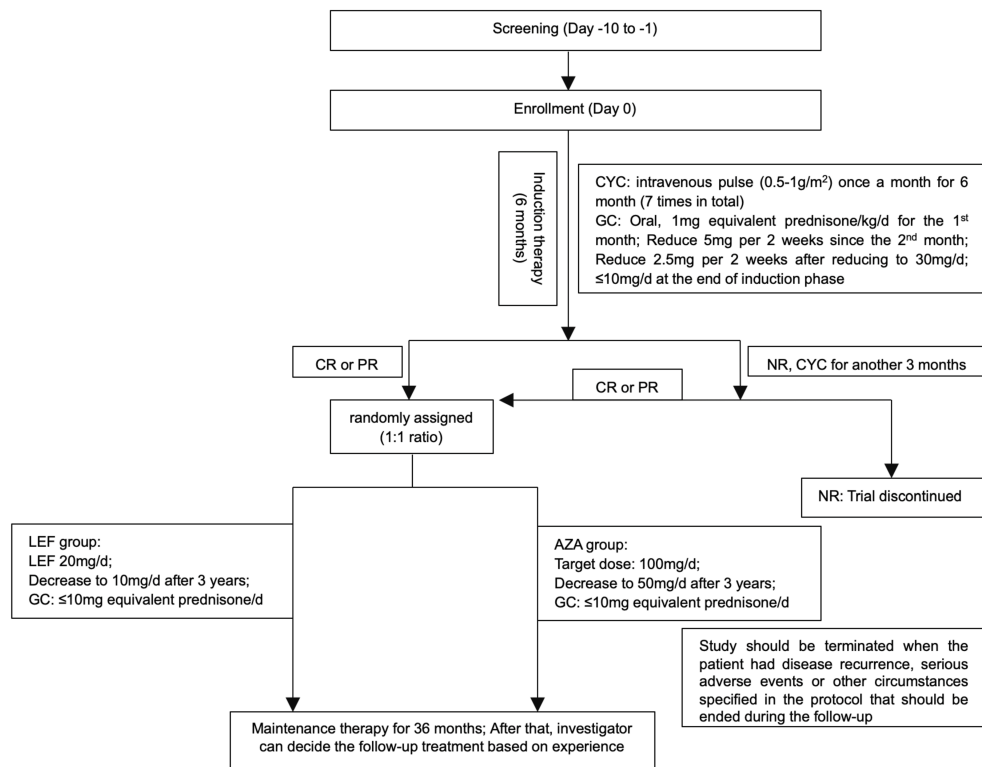 Screening (Day -10 to -1)
Enrollment (Day 0)
Induction therapy
(6 months)
CYC: intravenous pulse (0.5-1g/m²) once a month for 6
month (7 times in total)
GC: Oral, 1mg equivalent prednisone/kg/d for the 1st
month; Reduce 5mg per 2 weeks since the 2nd month;
Reduce 2.5mg per 2 weeks after reducing to 30mg/d;
≤10mg/d at the end of induction phase
CR or PR
NR, CYC for another 3 months
CR or PR
randomly assigned
(1:1 ratio)
NR: Trial discontinued
LEF group:
LEF 20mg/d;
Decrease to 10mg/d after 3 years;
GC: ≤10mg equivalent prednisone/d
AZA group:
Target dose: 100mg/d;
Decrease to 50mg/d after 3 years;
GC: ≤10mg equivalent prednisone/d
Study should be terminated when the
patient had disease recurrence, serious
adverse events or other circumstances
specified in the protocol that should be
ended during the follow-up
Maintenance therapy for 36 months; After that, investigator
can decide the follow-up treatment based on experience